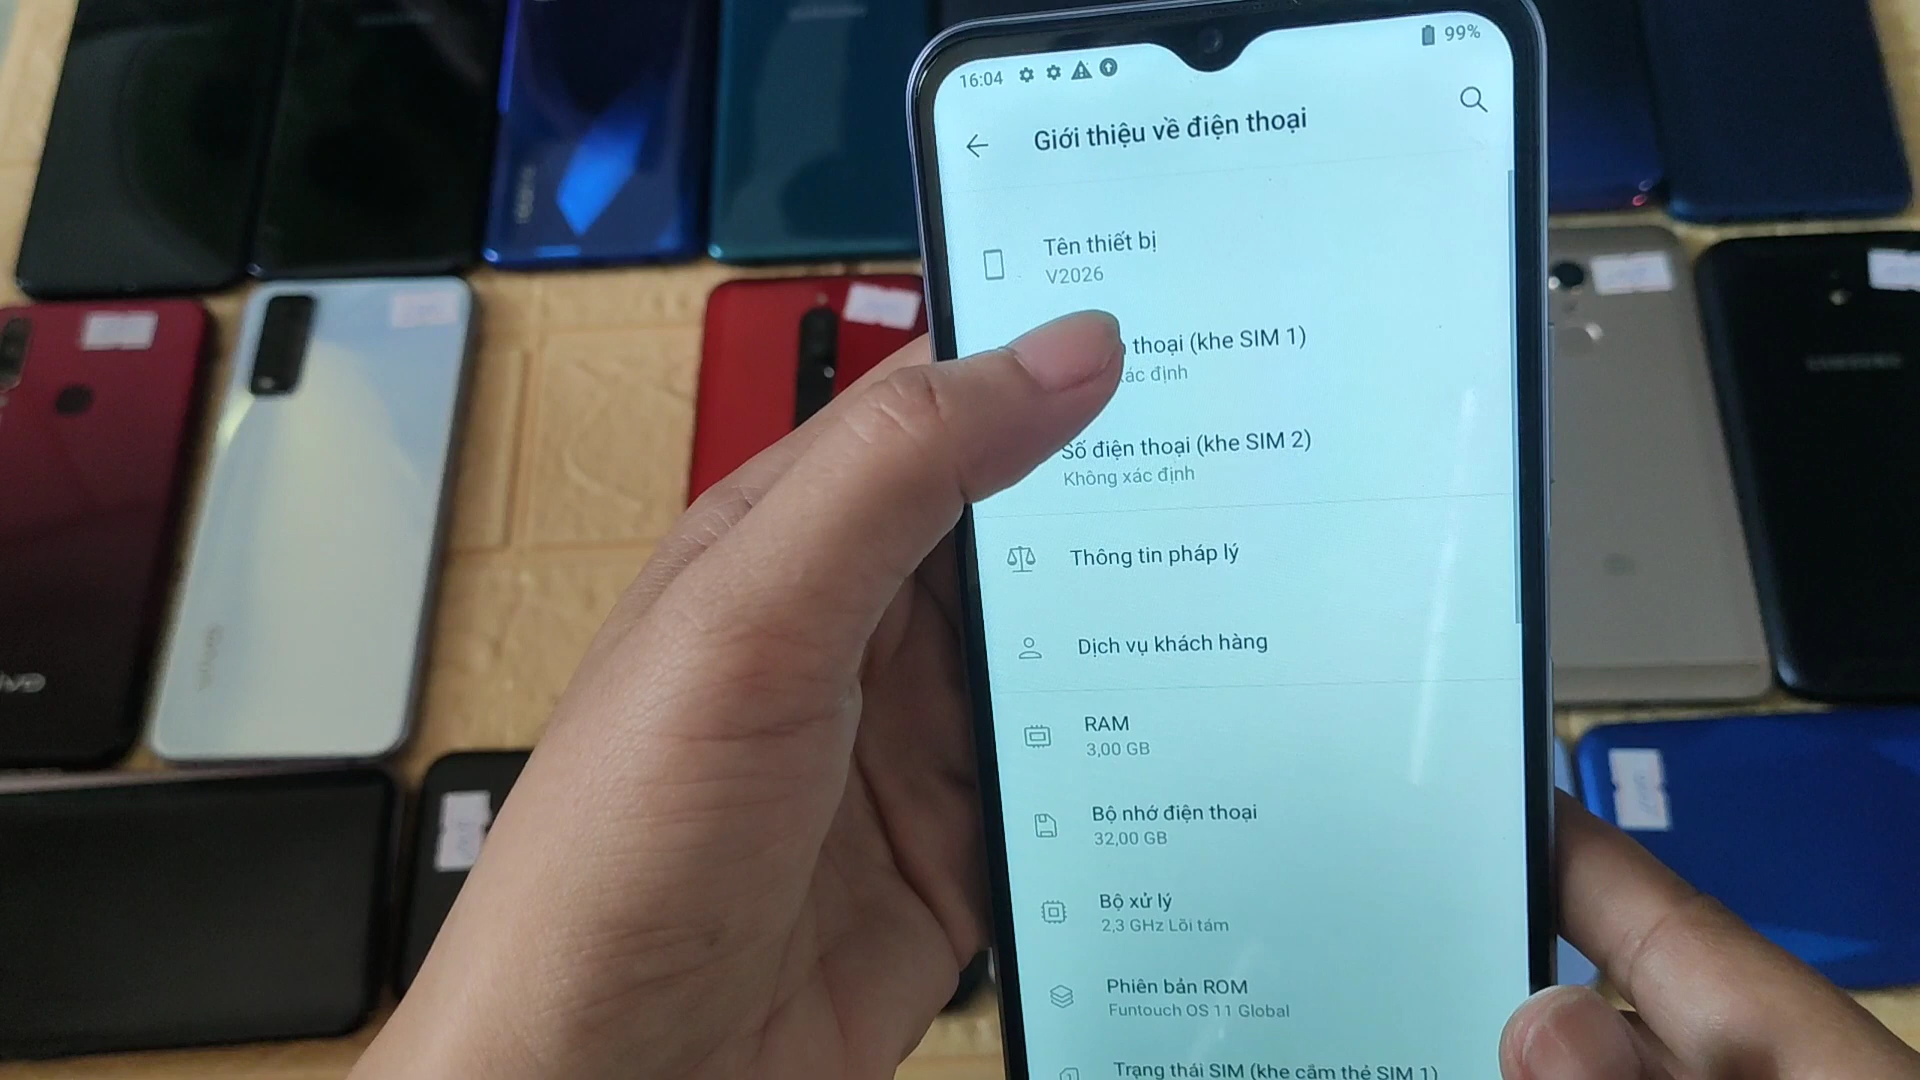 16:04
99%
Giới thiệu về điện thoại
Tên thiết bị
V2026
thoại (khe SIM 1)
định
Số điện thoại (khe SIM 2)
Không xác định
Thông tin pháp lý
Dịch vụ khách hàng
RAM
3,00 GB
Bộ nhớ điện thoại
32,00 GB
Bộ xử lý
2,3 GHz Lõi tám
Phiên bản ROM
Funtouch OS 11 Global
Trạng thái SIM (khe cắm thẻ SIM 1)